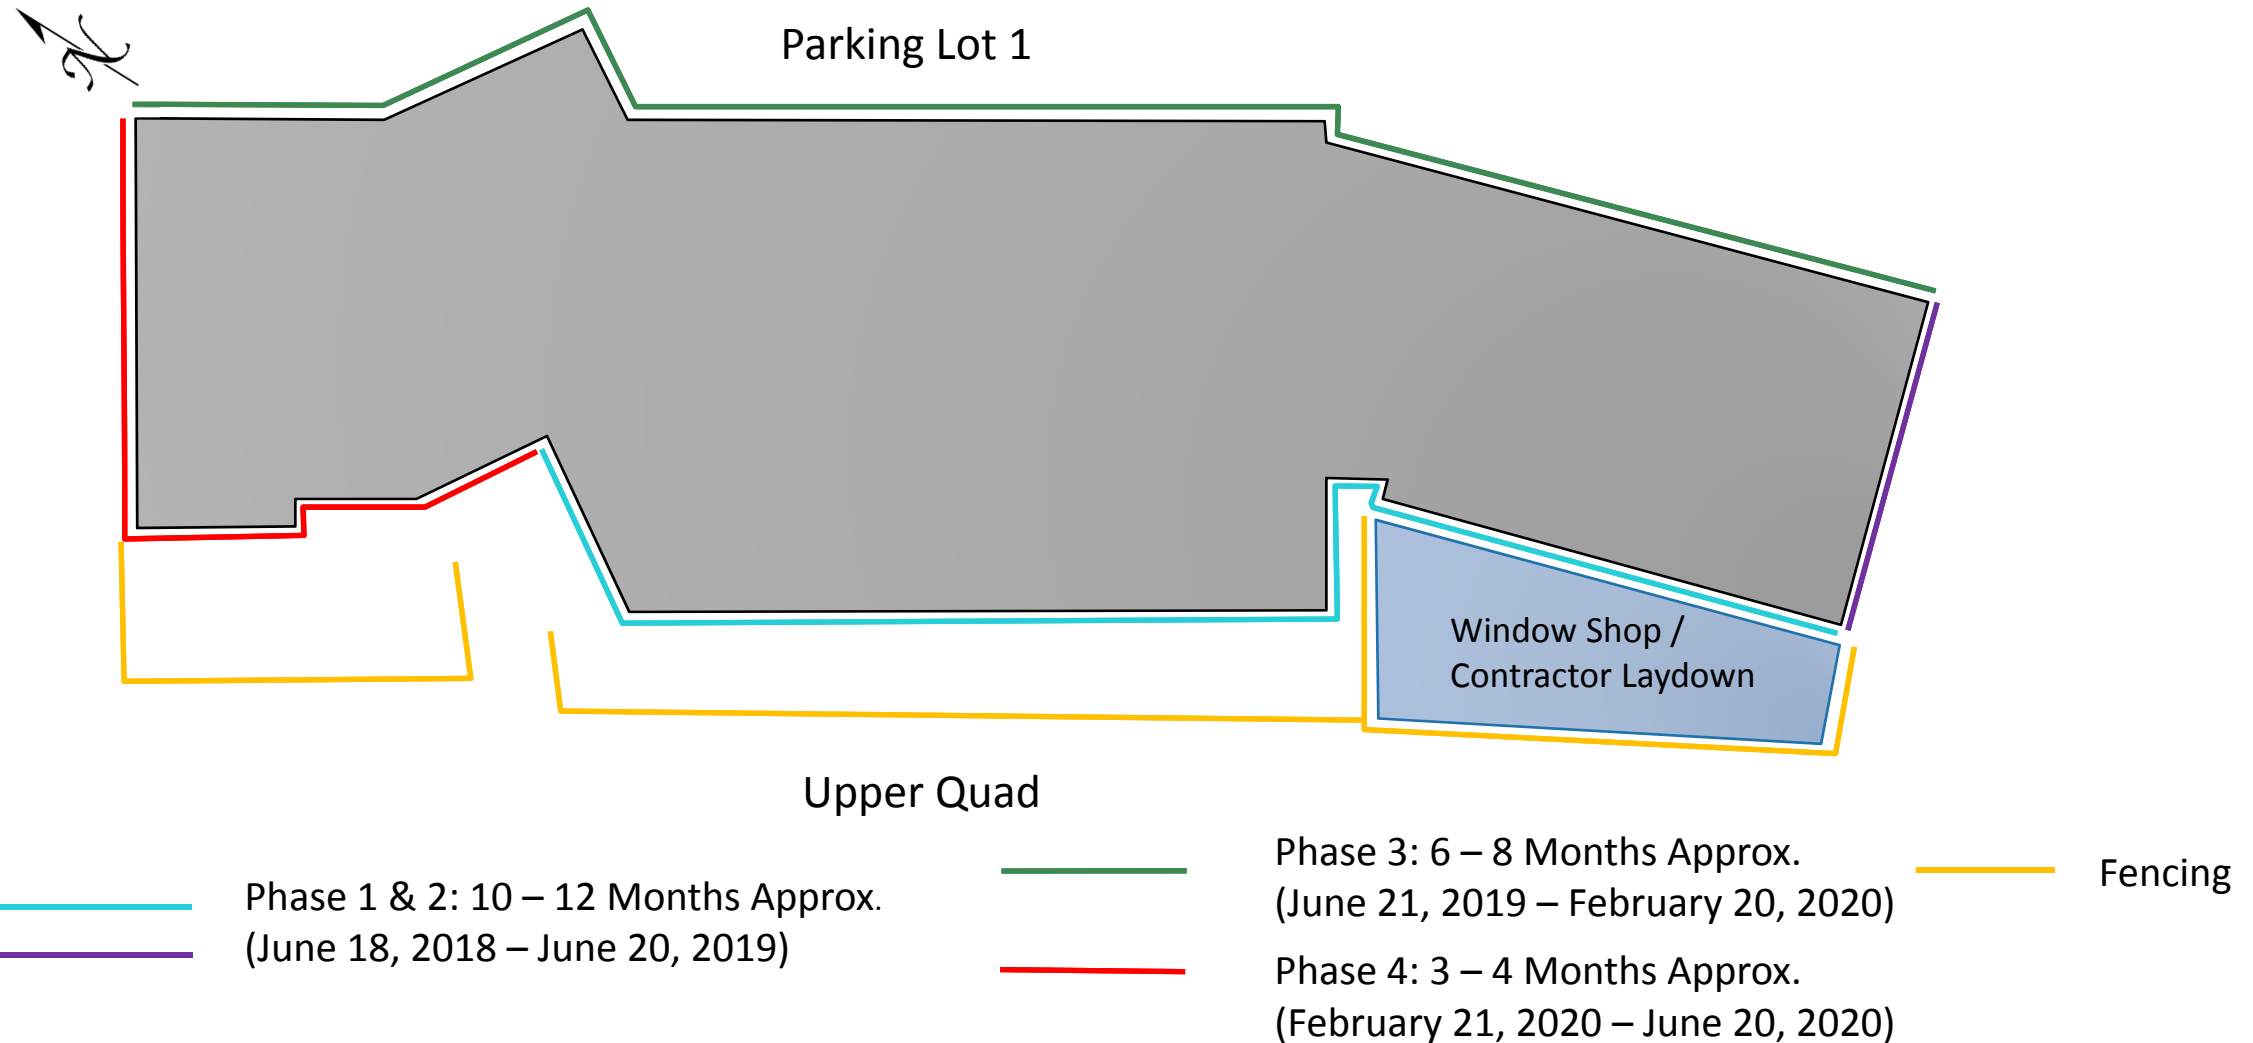 N
Parking Lot 1
Window Shop /
Contractor Laydown
Upper Quad
Phase 1 & 2: 10 – 12 Months Approx.
(June 18, 2018 – June 20, 2019)
Phase 3: 6 – 8 Months Approx.
(June 21, 2019 – February 20, 2020)
Phase 4: 3 – 4 Months Approx.
(February 21, 2020 – June 20, 2020)
Fencing